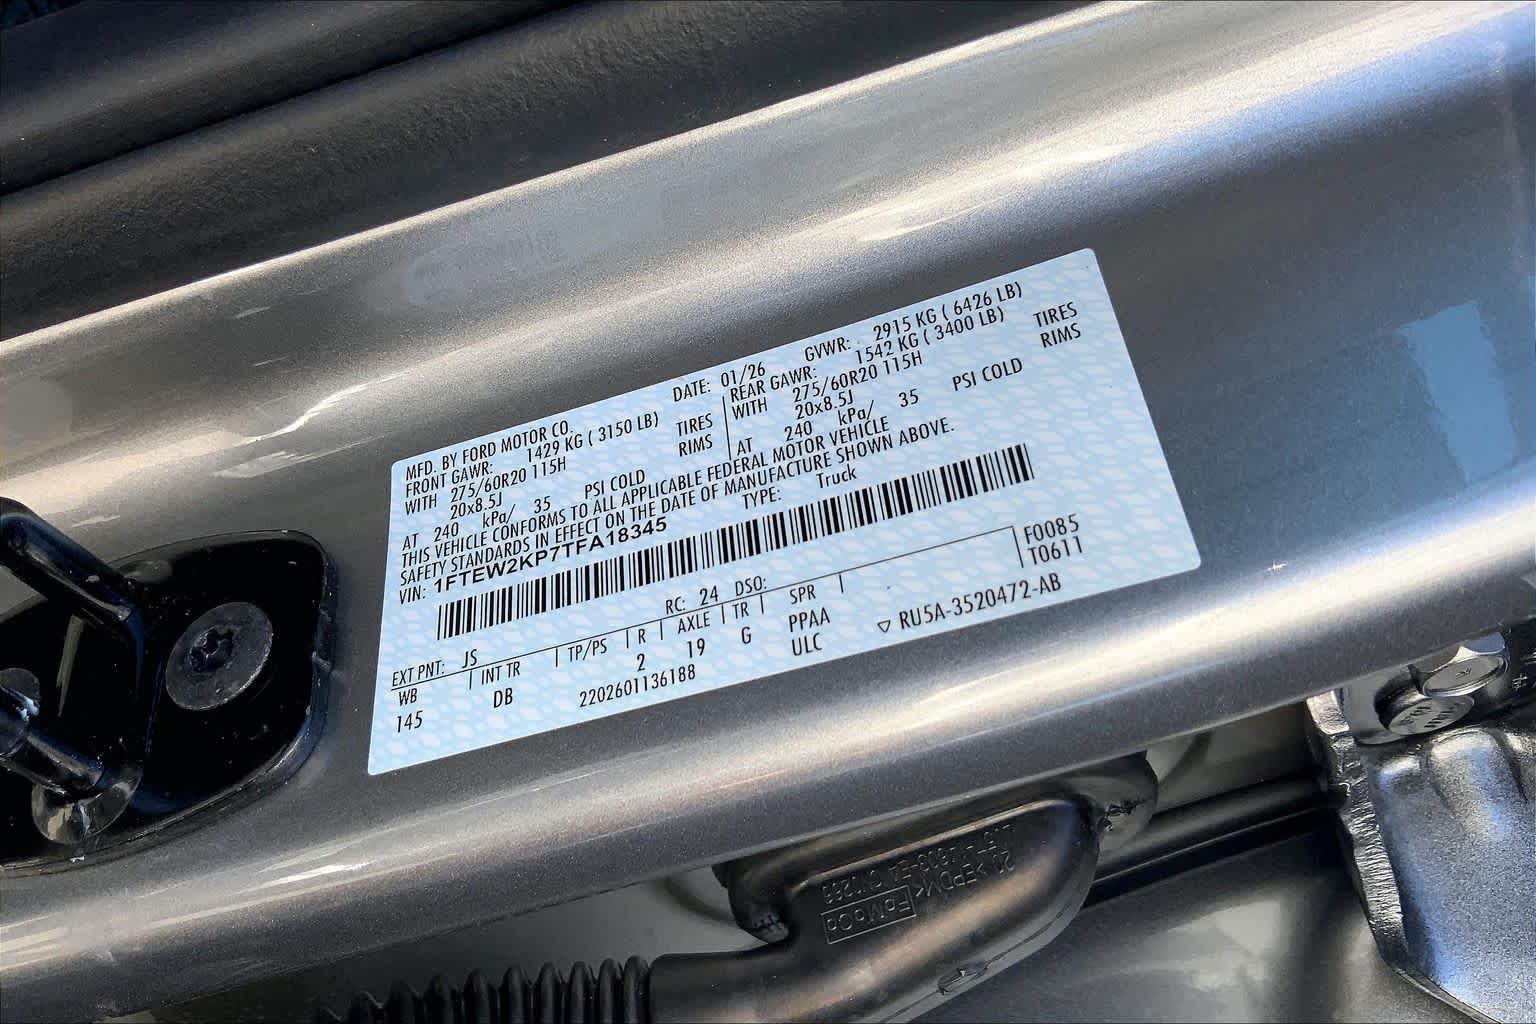 MFD. BY FORD MOTOR CO. DATE: 01/26 GVWR: 2915 KG ( 6426 LB)
FRONT GAWR: 1429 KG ( 3150 LB) REAR GAWR: 1542 KG ( 3400 LB)
WITH 275/60R20 115H TIRES WITH 275/60R20 115H TIRES
20x8.5J RIMS 20x8.5J RIMS
AT 240 kPa/ 35 PSI COLD AT 240 kPa/ 35 PSI COLD
THIS VEHICLE CONFORMS TO ALL APPLICABLE FEDERAL MOTOR VEHICLE
SAFETY STANDARDS IN EFFECT ON THE DATE OF MANUFACTURE SHOWN ABOVE.
VIN: 1FTEW2KP7TFA18345 TYPE: Truck
F0085
T0611
EXT PNT: JS RC: 24 DSO:
WB INT TR TP/PS R AXLE TR SPR
145 DB 2 19 G PPAA
ULC
2202601136188 RU5A-3520472-AB
FoMoCo